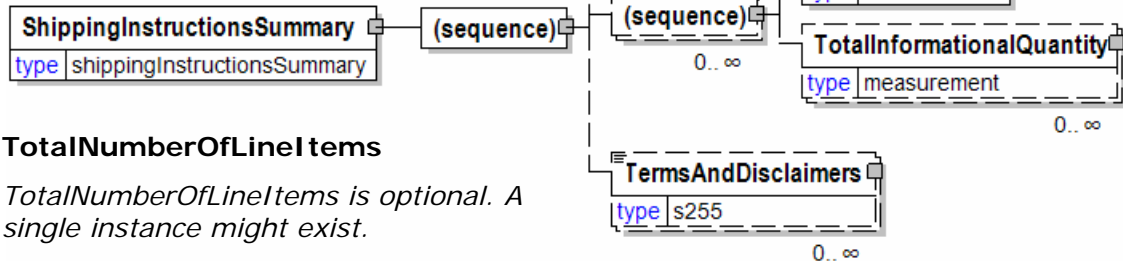 ShippingInstructionsSummary
type shippingInstructionsSummary
(sequence)
(sequence)
0.. ∞
TotalInformationalQuantity
type measurement
0.. ∞
TermsAndDisclaimers
type s255
0.. ∞
TotalNumberOfLineItems
TotalNumberOfLineItems is optional. A
single instance might exist.